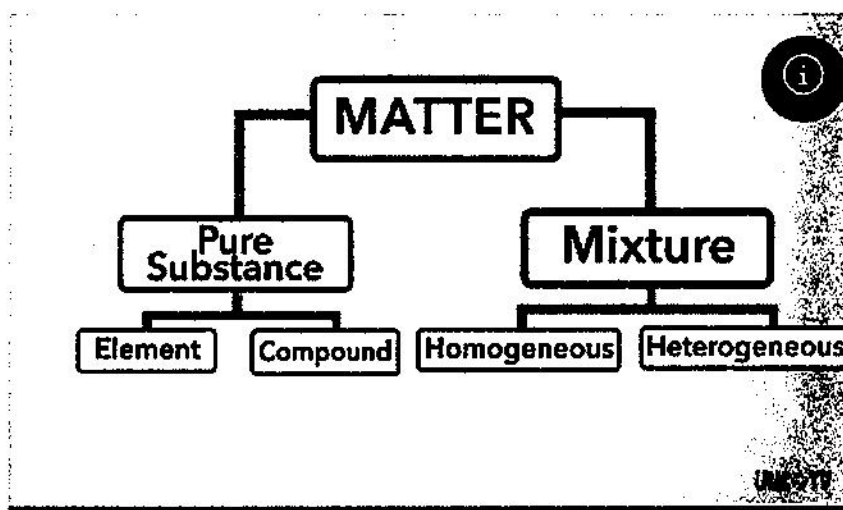 MATTER
Pure
Substance
Mixture
Element
Compound
Homogeneous
Heterogeneous